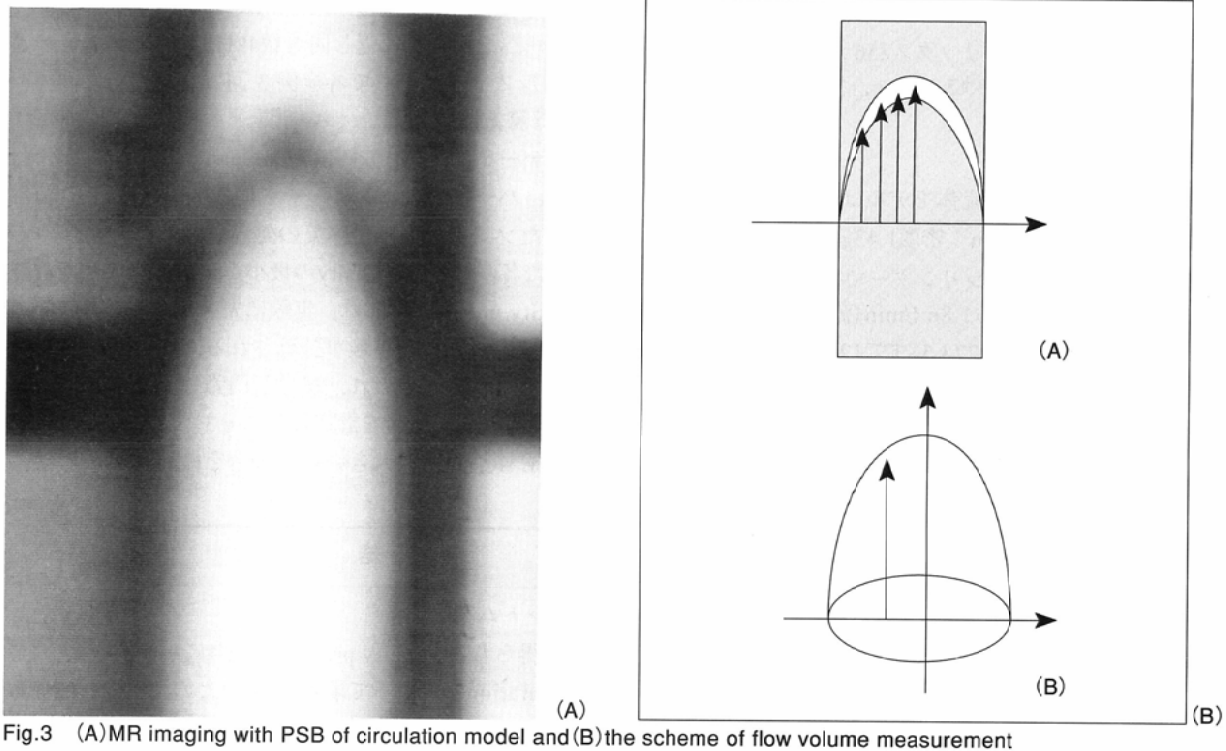 (A)
(B)
(A)
(B)
Fig.3 (A)MR imaging with PSB of circulation model and(B)the scheme of flow volume measurement